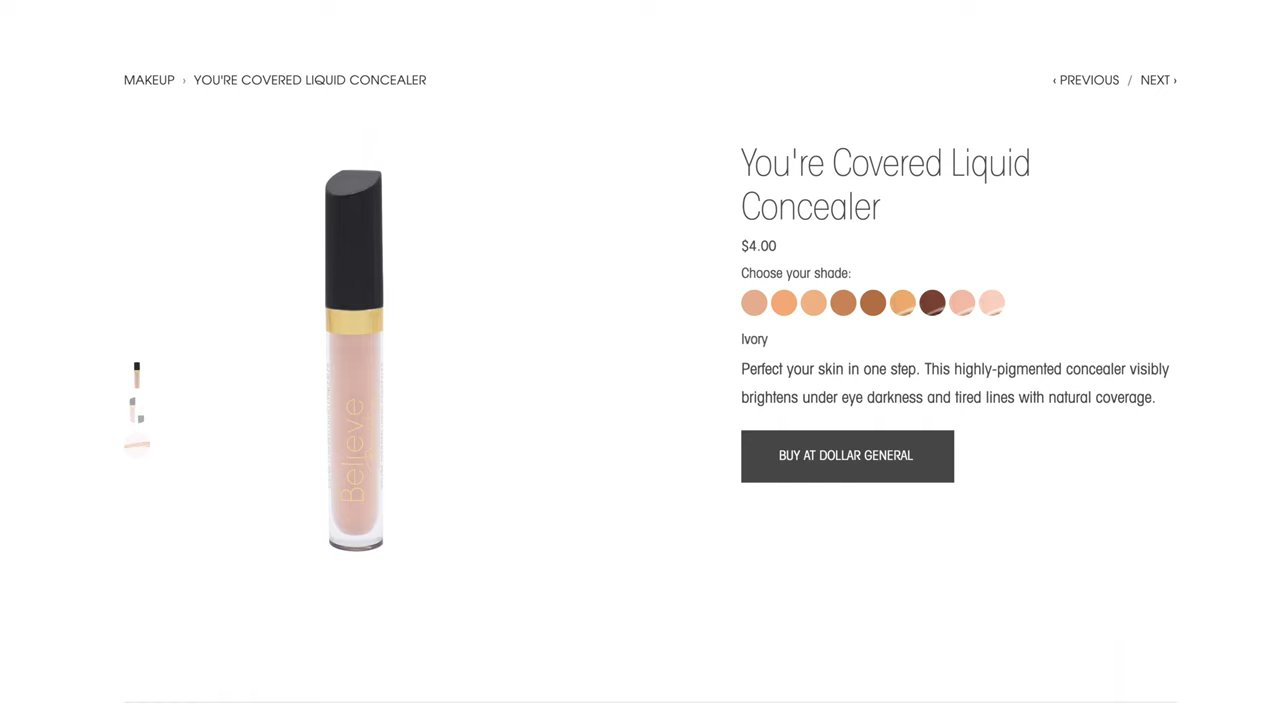 MAKEUP › YOU'RE COVERED LIQUID CONCEALER
‹ PREVIOUS / NEXT ›
You're Covered Liquid
Concealer
$4.00
Choose your shade:
Ivory
Perfect your skin in one step. This highly-pigmented concealer visibly
brightens under eye darkness and tired lines with natural coverage.
BUY AT DOLLAR GENERAL
Believe